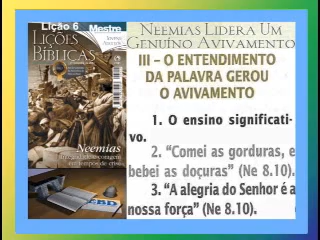 Lição 6
Mestre
LIÇÕES
BÍBLICAS
Neemias
EBD
NEEMIAS LIDERA UM
GENUÍNO AVIVAMENTO
III – O ENTENDIMENTO
DA PALAVRA GEROU
O AVIVAMENTO
1. O ensino significati-
vo.
2. “Comei as gorduras, e
bebei as doçuras” (Ne 8.10).
3. “A alegria do Senhor é a
nossa força” (Ne 8.10).